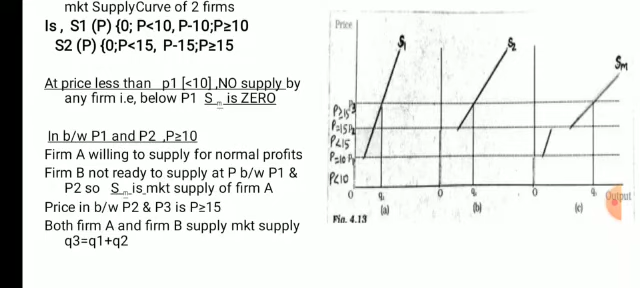 mkt SupplyCurve of 2 firms
Is , S1 (P) {0; P<10, P-10;P≥10
S2 (P) {0;P<15, P-15;P≥15
At price less than p1 [<10] ,NO supply by
any firm i.e, below P1 S m is ZERO
In b/w P1 and P2 ,P≥10
Firm A willing to supply for normal profits
Firm B not ready to supply at P b/w P1 &
P2 so S m is mkt supply of firm A
Price in b/w P2 & P3 is P≥15
Both firm A and firm B supply mkt supply
q3=q1+q2
Price
S1 S2 Sm
P≥15 P3
P=15 P2
P<15
P=10 P1
P<10
0 q1 0 q2 0 q3 Output
(a) (b) (c)
Fig. 4.13